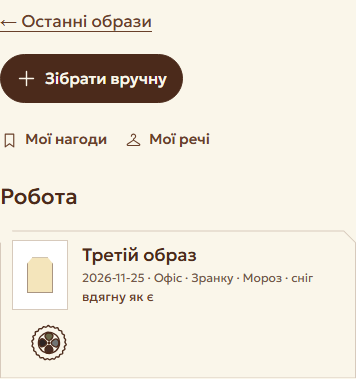 ← Останні образи
+ Зібрати вручну
Мої нагоди Мої речі
Робота
Третій образ
2026-11-25 · Офіс · Зранку · Мороз · сніг
вдягну як є